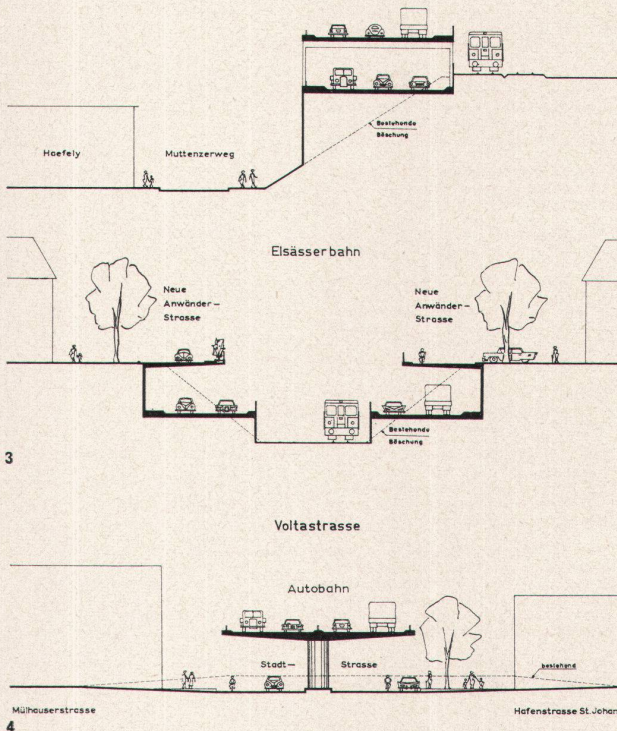 Bestehende
Böschung
Haefely
Muttenzerweg
Elsässerbahn
Neue
Anwänder-
Strasse
Neue
Anwänder-
Strasse
Bestehende
Böschung
3
Voltastrasse
Autobahn
Stadt- Strasse
bestehend
Mülhauserstrasse
Hafenstrasse St. Johan
4